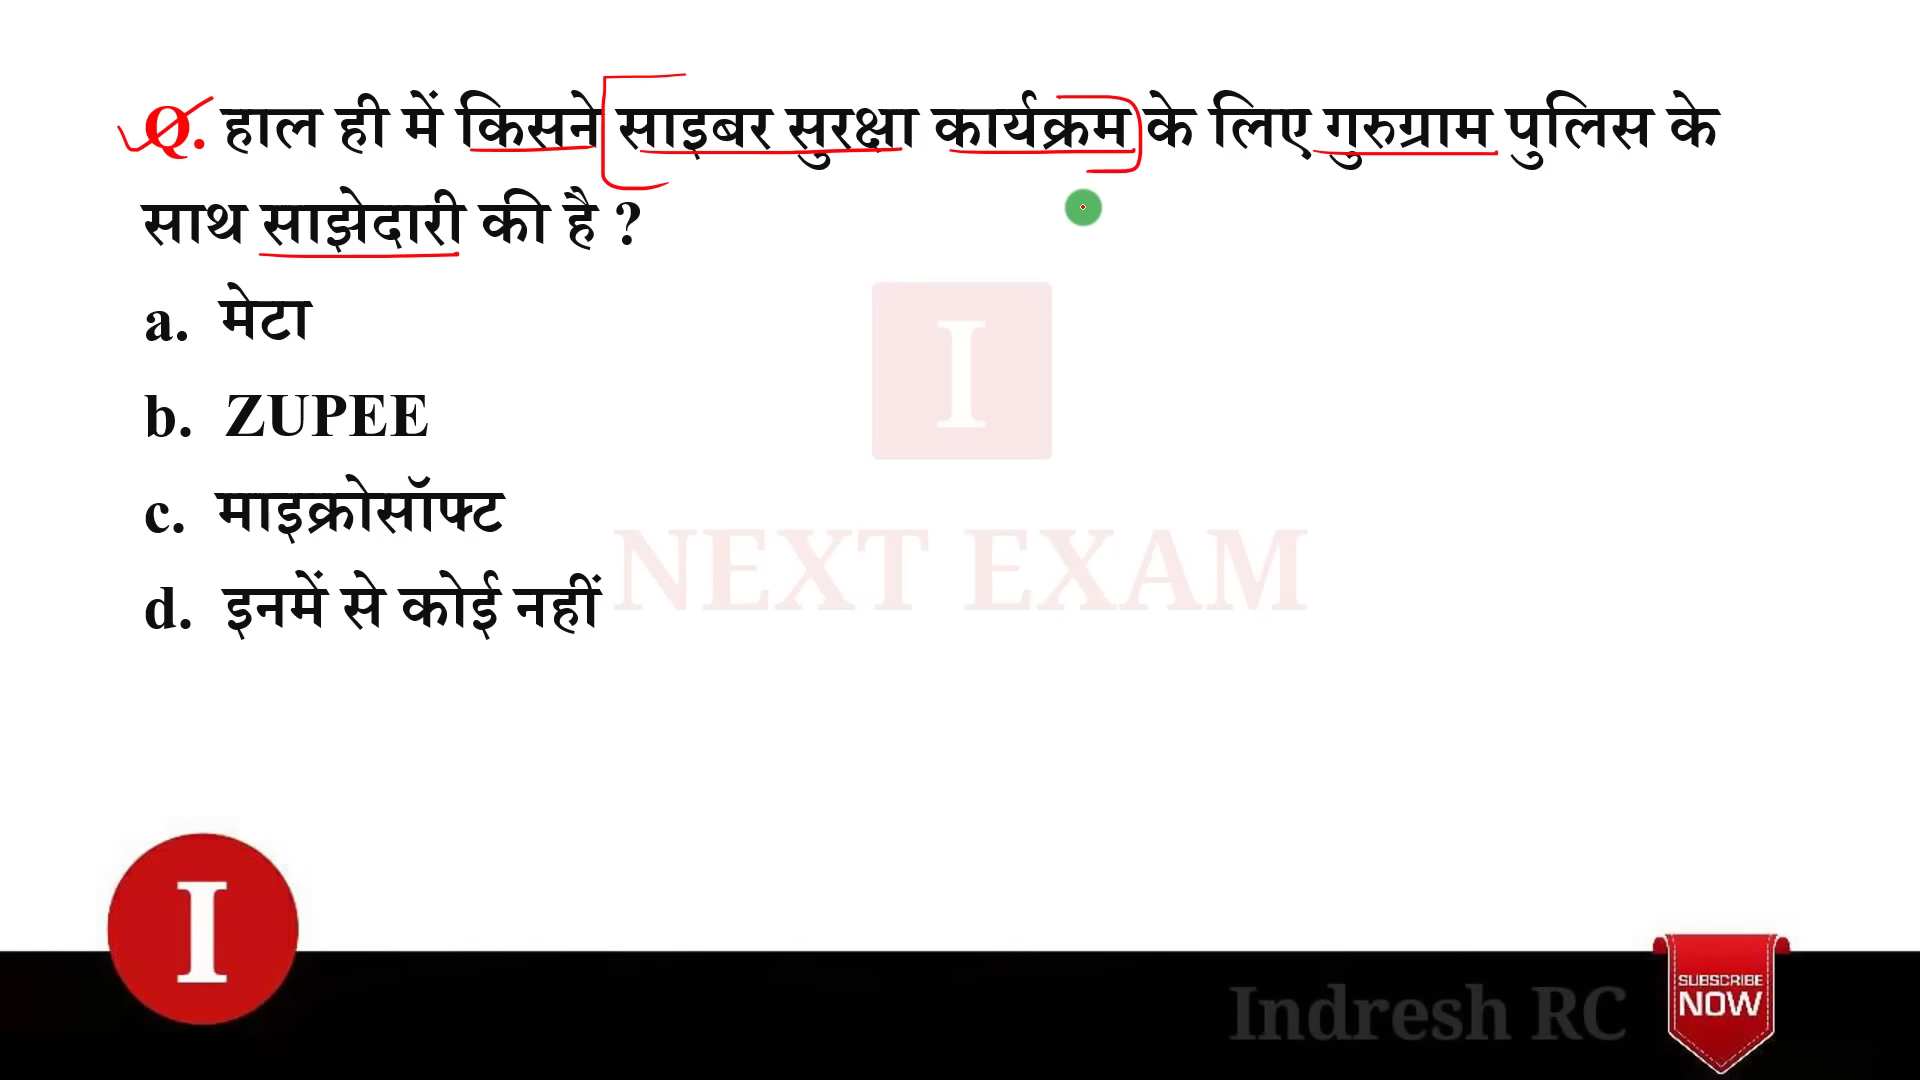 Q. हाल ही में किसने साइबर सुरक्षा कार्यक्रम के लिए गुरुग्राम पुलिस के
साथ साझेदारी की है ?
a. मेटा
b. ZUPEE
c. माइक्रोसॉफ्ट
d. इनमें से कोई नहीं
I
NEXT EXAM
I
Indresh RC
SUBSCRIBE
NOW